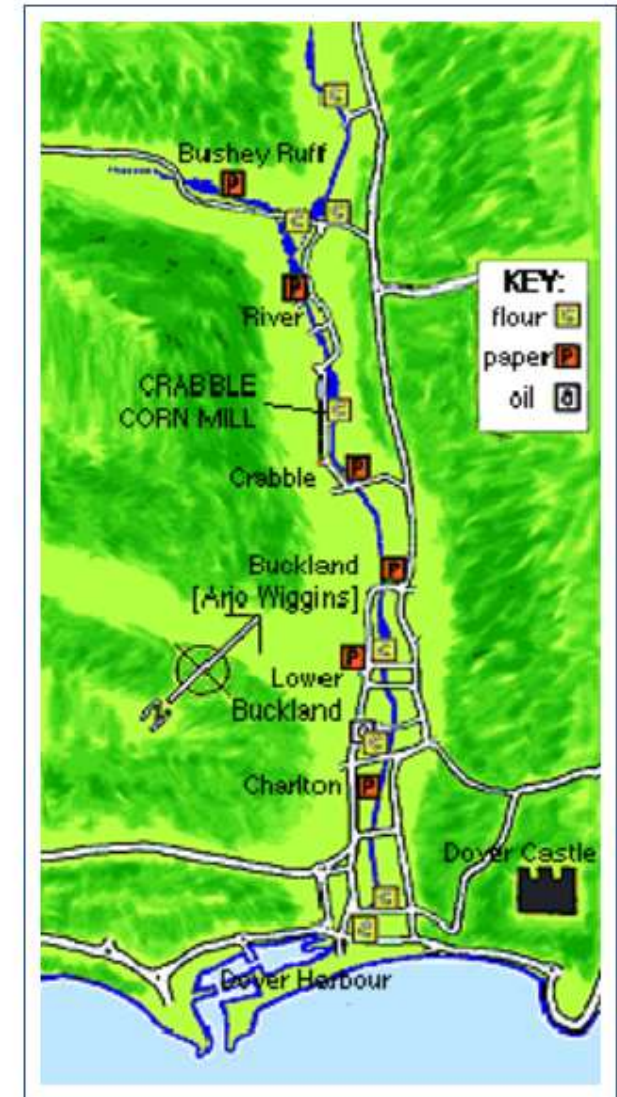 Bushey Ruff
P
KEY:
flour
paper P
oil
P
River
CRABBLE
CORN MILL
P
Crabble
Buckland
P
[Arjo Wiggins]
P
Lower
Buckland
N
Charlton
P
Dover Castle
Dover Harbour